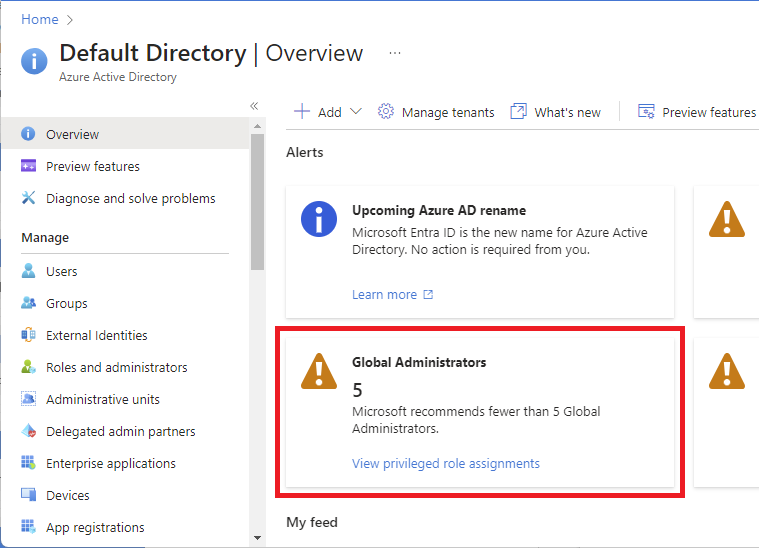 Home
Default Directory | Overview ...
Azure Active Directory
Overview
Preview features
Diagnose and solve problems
Manage
Users
Groups
External Identities
Roles and administrators
Administrative units
Delegated admin partners
Enterprise applications
Devices
App registrations
Add
Manage tenants
What's new
Preview features
Alerts
Upcoming Azure AD rename
Microsoft Entra ID is the new name for Azure Active
Directory. No action is required from you.
Learn more
Global Administrators
5
Microsoft recommends fewer than 5 Global
Administrators.
View privileged role assignments
My feed